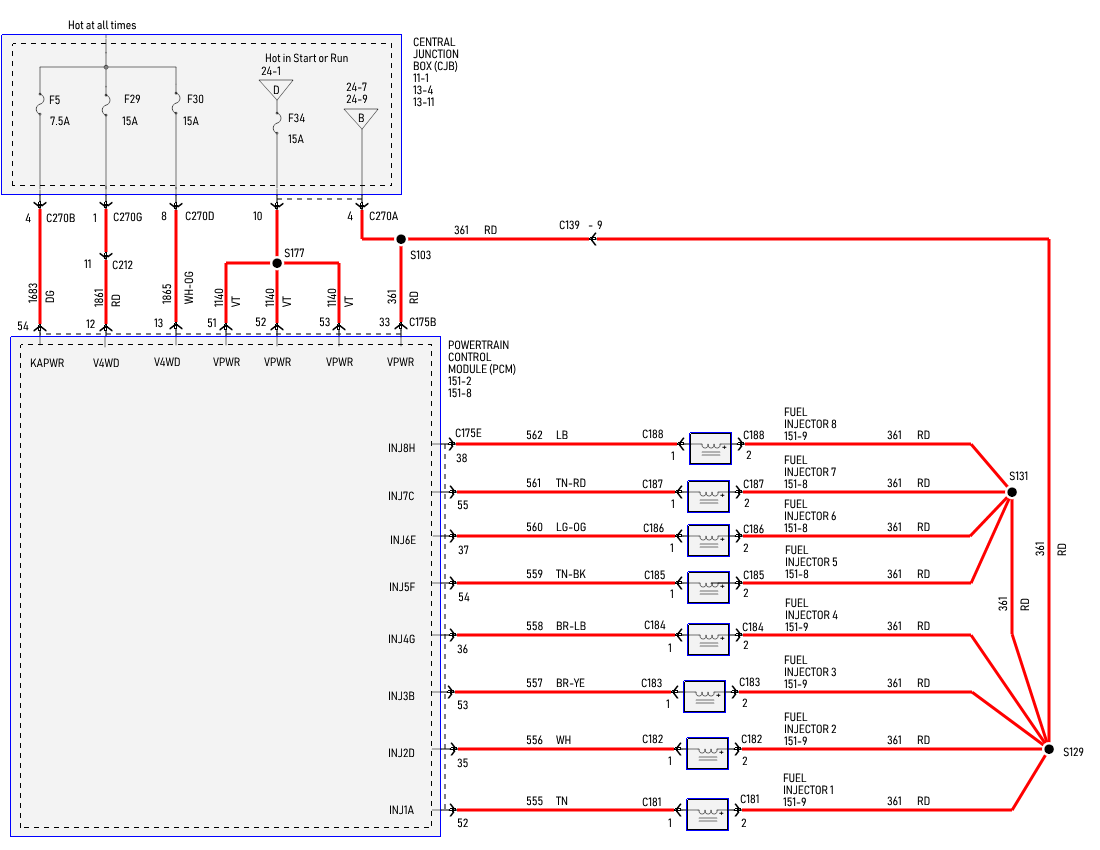 Hot at all times
CENTRAL
JUNCTION
BOX (CJB)
11-1
13-4
13-11
Hot in Start or Run
24-1
D
24-7
24-9
B
F5
7.5A
F29
15A
F30
15A
F34
15A
4 C270B
1 C270G
8 C270D
10
4 C270A
361 RD
C139 - 9
S103
S177
11 C212
1683 DG
1861 RD
1865 WH-OG
1140 VT
1140 VT
1140 VT
361 RD
54
12
13
51
52
53
33 C175B
KAPWR
V4WD
V4WD
VPWR
VPWR
VPWR
VPWR
POWERTRAIN
CONTROL
MODULE (PCM)
151-2
151-8
INJ8H
C175E
38
562 LB
C188
1
C188
2
FUEL
INJECTOR 8
151-9
361 RD
INJ7C
55
561 TN-RD
C187
1
C187
2
FUEL
INJECTOR 7
151-8
361 RD
S131
INJ6E
37
560 LG-OG
C186
1
C186
2
FUEL
INJECTOR 6
151-8
361 RD
INJ5F
54
559 TN-BK
C185
1
C185
2
FUEL
INJECTOR 5
151-8
361 RD
361 RD
361 RD
INJ4G
36
558 BR-LB
C184
1
C184
2
FUEL
INJECTOR 4
151-9
361 RD
INJ3B
53
557 BR-YE
C183
1
C183
2
FUEL
INJECTOR 3
151-9
361 RD
INJ2D
35
556 WH
C182
1
C182
2
FUEL
INJECTOR 2
151-9
361 RD
S129
INJ1A
52
555 TN
C181
1
C181
2
FUEL
INJECTOR 1
151-9
361 RD